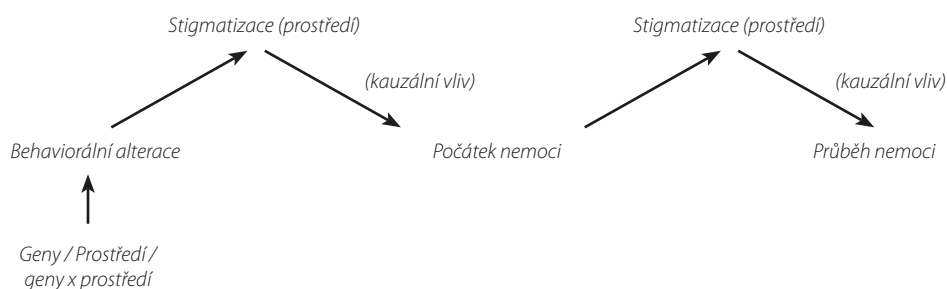 Stigmatizace (prostředí)
Stigmatizace (prostředí)
(kauzální vliv)
(kauzální vliv)
Behaviorální alterace
Počátek nemoci
Průběh nemoci
Geny / Prostředí /
geny x prostředí